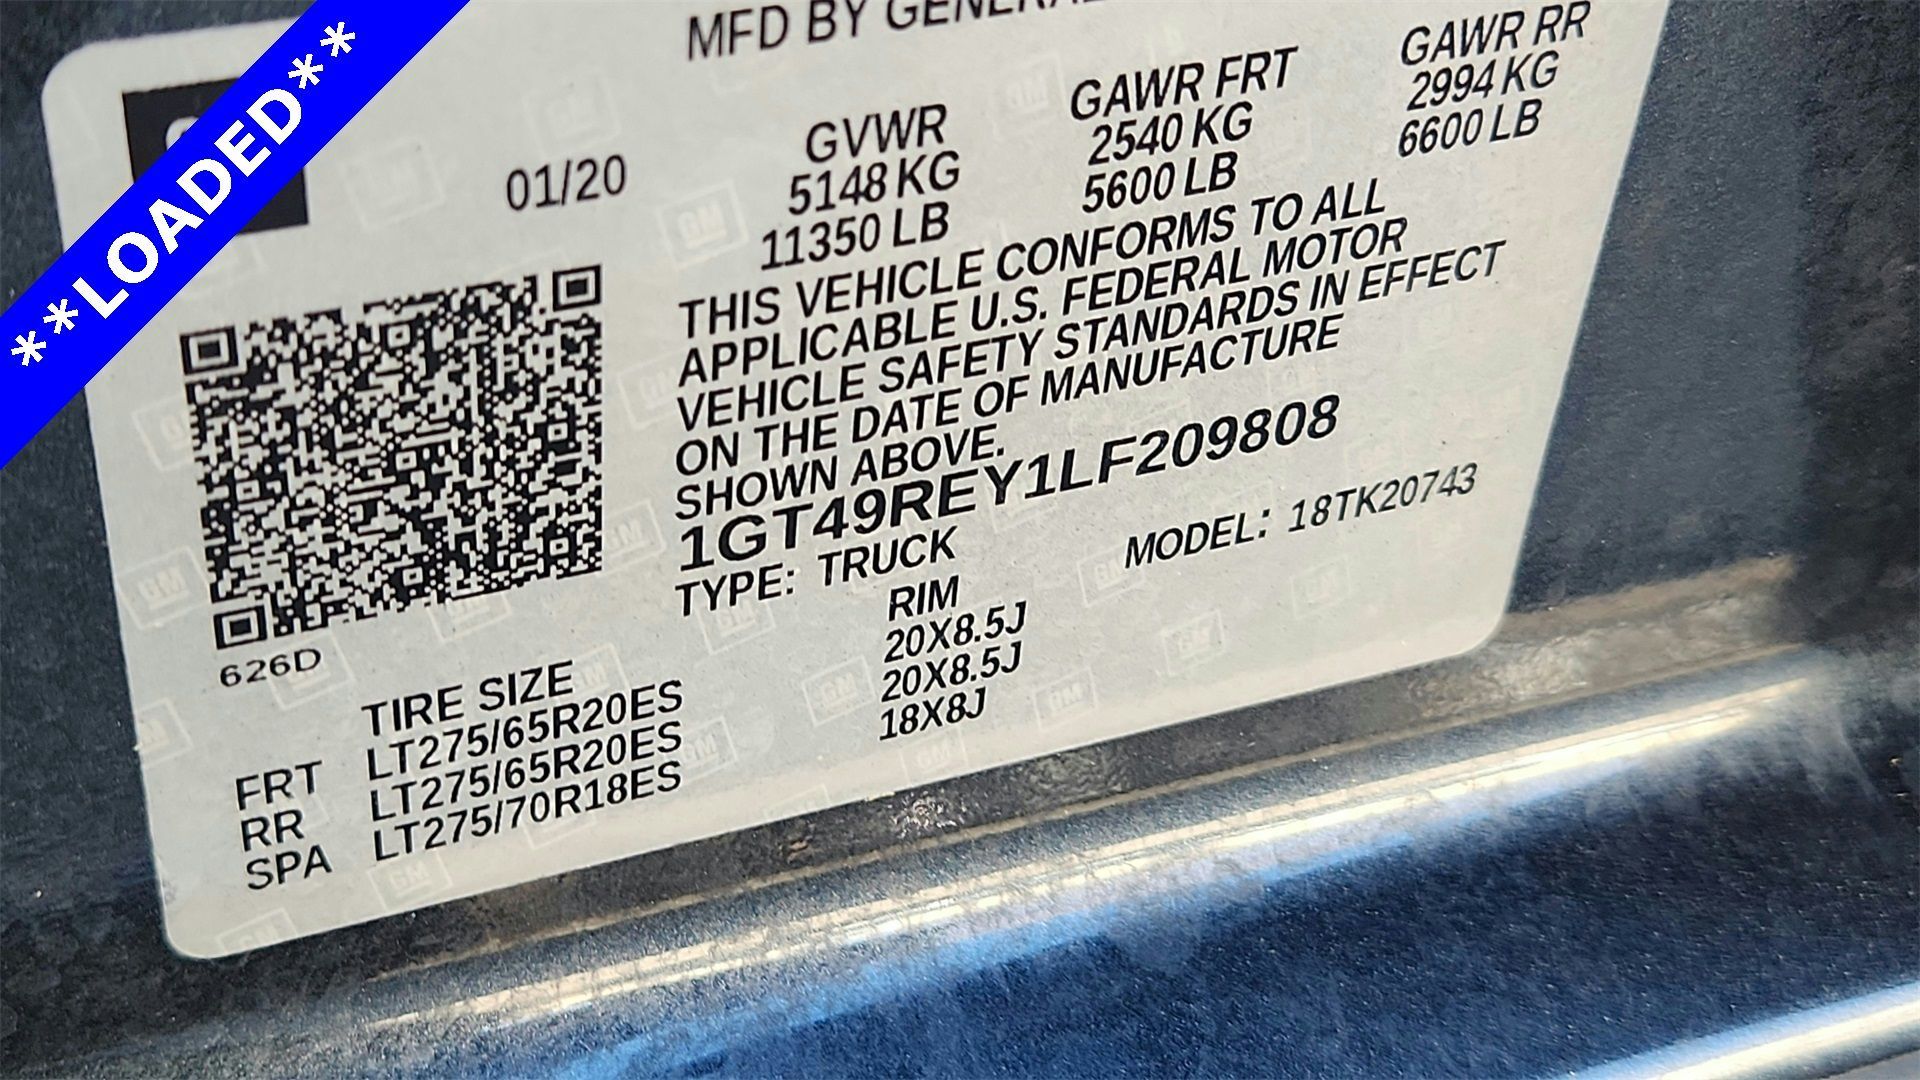 **LOADED**
MFD BY GENERAL
01/20
GVWR
5148 KG
11350 LB
GAWR FRT
2540 KG
5600 LB
GAWR RR
2994 KG
6600 LB
THIS VEHICLE CONFORMS TO ALL
APPLICABLE U.S. FEDERAL MOTOR
VEHICLE SAFETY STANDARDS IN EFFECT
ON THE DATE OF MANUFACTURE
SHOWN ABOVE.
1GT49REY1LF209808
TYPE: TRUCK
MODEL: 18TK20743
626D
TIRE SIZE
RIM
FRT LT275/65R20ES 20X8.5J
RR LT275/65R20ES 20X8.5J
SPA LT275/70R18ES 18X8J